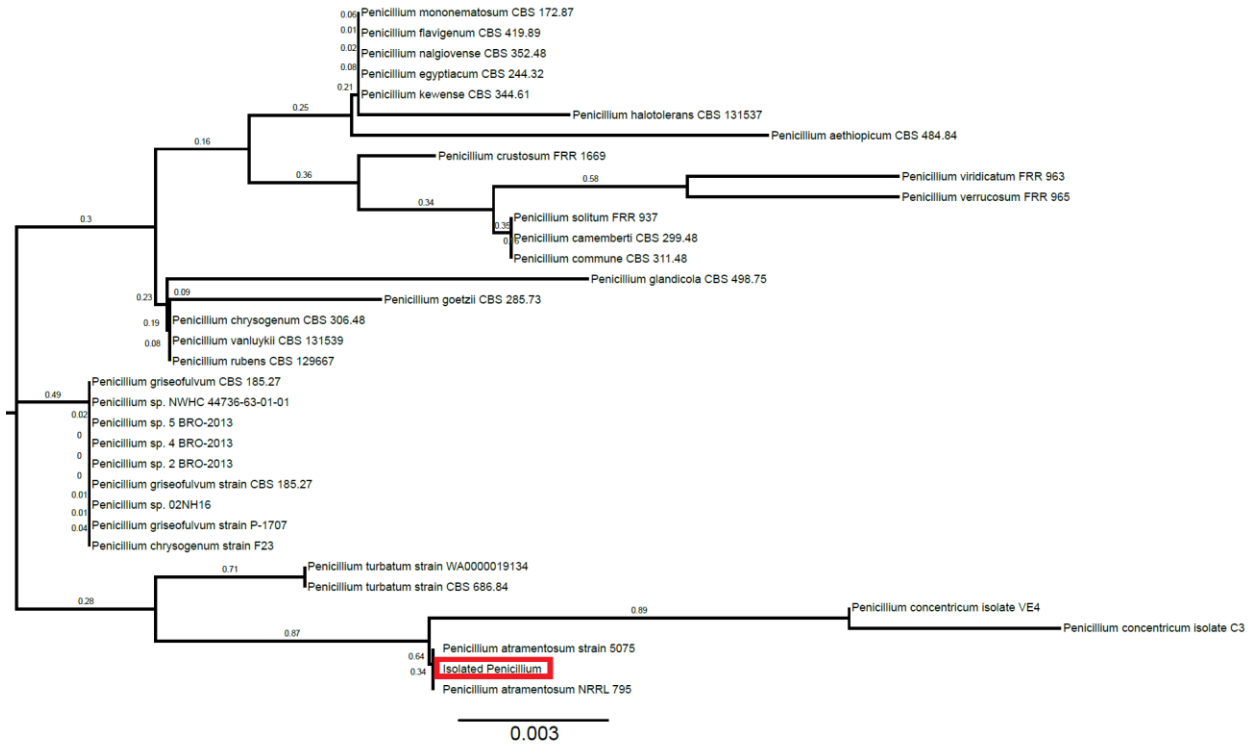 0.06
Penicillium mononematosum CBS 172.87
0.01
Penicillium flavigenum CBS 419.89
0.02
Penicillium nalgiovense CBS 352.48
0.08
Penicillium egyptiacum CBS 244.32
0.21
Penicillium kewense CBS 344.61
0.25
Penicillium halotolerans CBS 131537
Penicillium aethiopicum CBS 484.84
0.16
Penicillium crustosum FRR 1669
0.36
Penicillium viridicatum FRR 963
0.58
Penicillium verrucosum FRR 965
0.34
Penicillium solitum FRR 937
0.35
Penicillium camemberti CBS 299.48
Penicillium commune CBS 311.48
0.3
Penicillium glandicola CBS 498.75
0.23
0.09
Penicillium goetzii CBS 285.73
0.19
Penicillium chrysogenum CBS 306.48
0.08
Penicillium vanluykii CBS 131539
Penicillium rubens CBS 129667
Penicillium griseofulvum CBS 185.27
0.49
Penicillium sp. NWHC 44736-63-01-01
0.02
Penicillium sp. 5 BRO-2013
0
Penicillium sp. 4 BRO-2013
0
Penicillium sp. 2 BRO-2013
0
Penicillium griseofulvum strain CBS 185.27
0.01
Penicillium sp. 02NH16
0.01
Penicillium griseofulvum strain P-1707
0.04
Penicillium chrysogenum strain F23
Penicillium turbatum strain WA0000019134
0.71
Penicillium turbatum strain CBS 686.84
0.28
Penicillium concentricum isolate VE4
0.89
Penicillium concentricum isolate C3
0.87
Penicillium atramentosum strain 5075
0.64
Isolated Penicillium
0.34
Penicillium atramentosum NRRL 795
0.003